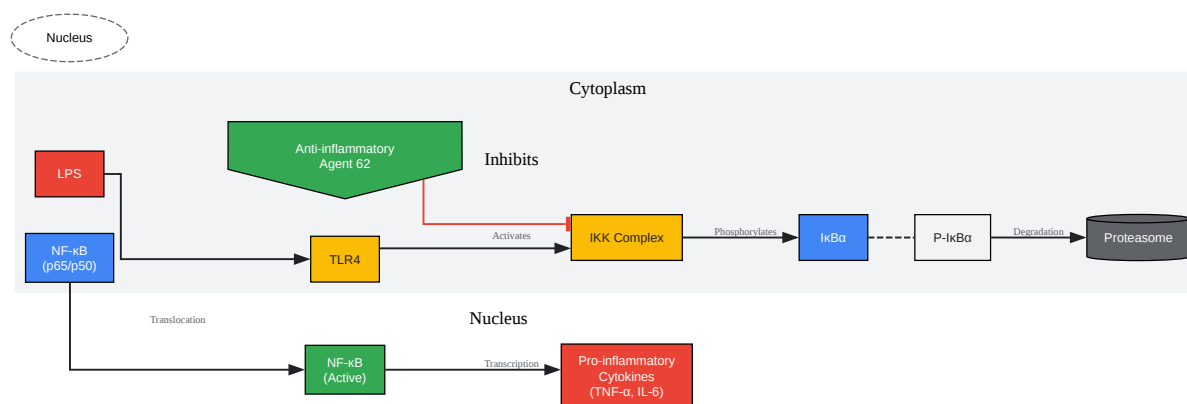 Nucleus
Cytoplasm
Anti-inflammatory
Agent 62
Inhibits
LPS
NF-κB
(p65/p50)
TLR4
Activates
IKK Complex
Phosphorylates
IκBα
P-IκBα
Degradation
Proteasome
Translocation
Nucleus
NF-κB
(Active)
Transcription
Pro-inflammatory
Cytokines
(TNF-α, IL-6)